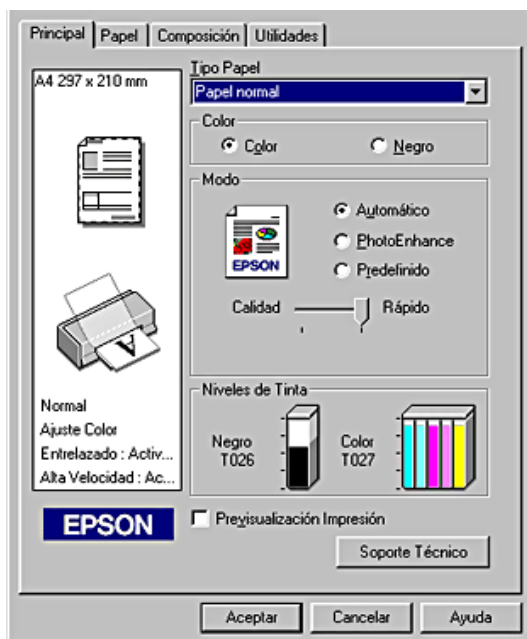 Principal Papel Composición Utilidades
A4 297 x 210 mm
Tipo Papel
Papel normal
Color
Color Negro
Modo
EPSON
Automático
PhotoEnhance
Predefinido
Calidad Rápido
Niveles de Tinta
Negro
T026
Color
T027
Normal
Ajuste Color
Entrelazado : Activ...
Alta Velocidad : Ac...
EPSON
Previsualización Impresión
Soporte Técnico
Aceptar Cancelar Ayuda